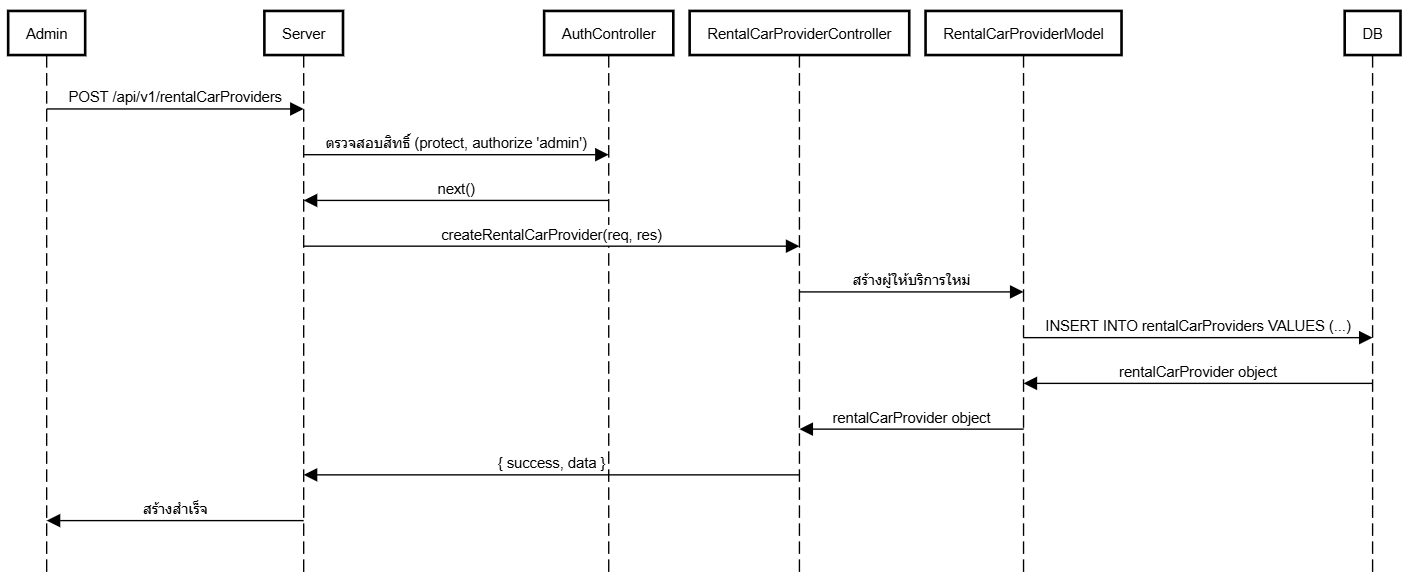 Admin
Server
AuthController
RentalCarProviderController
RentalCarProviderModel
DB
POST /api/v1/rentalCarProviders
ตรวจสอบสิทธิ์ (protect, authorize 'admin')
next()
createRentalCarProvider(req, res)
สร้างผู้ให้บริการใหม่
INSERT INTO rentalCarProviders VALUES (...)
rentalCarProvider object
rentalCarProvider object
{ success, data }
สร้างสำเร็จ